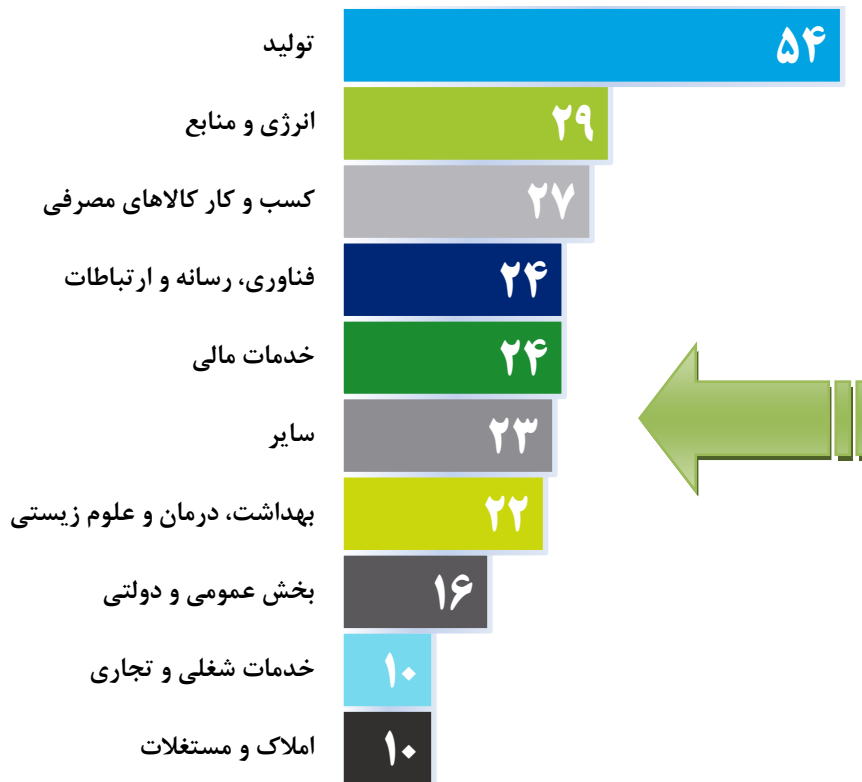 تولید ۵۴
انرژی و منابع ۲۹
کسب و کار کالاهای مصرفی ۲۷
فناوری، رسانه و ارتباطات ۲۴
خدمات مالی ۲۴
سایر ۲۳
بهداشت، درمان و علوم زیستی ۲۲
بخش عمومی و دولتی ۱۶
خدمات شغلی و تجاری ۱۰
املاک و مستغلات ۱۰